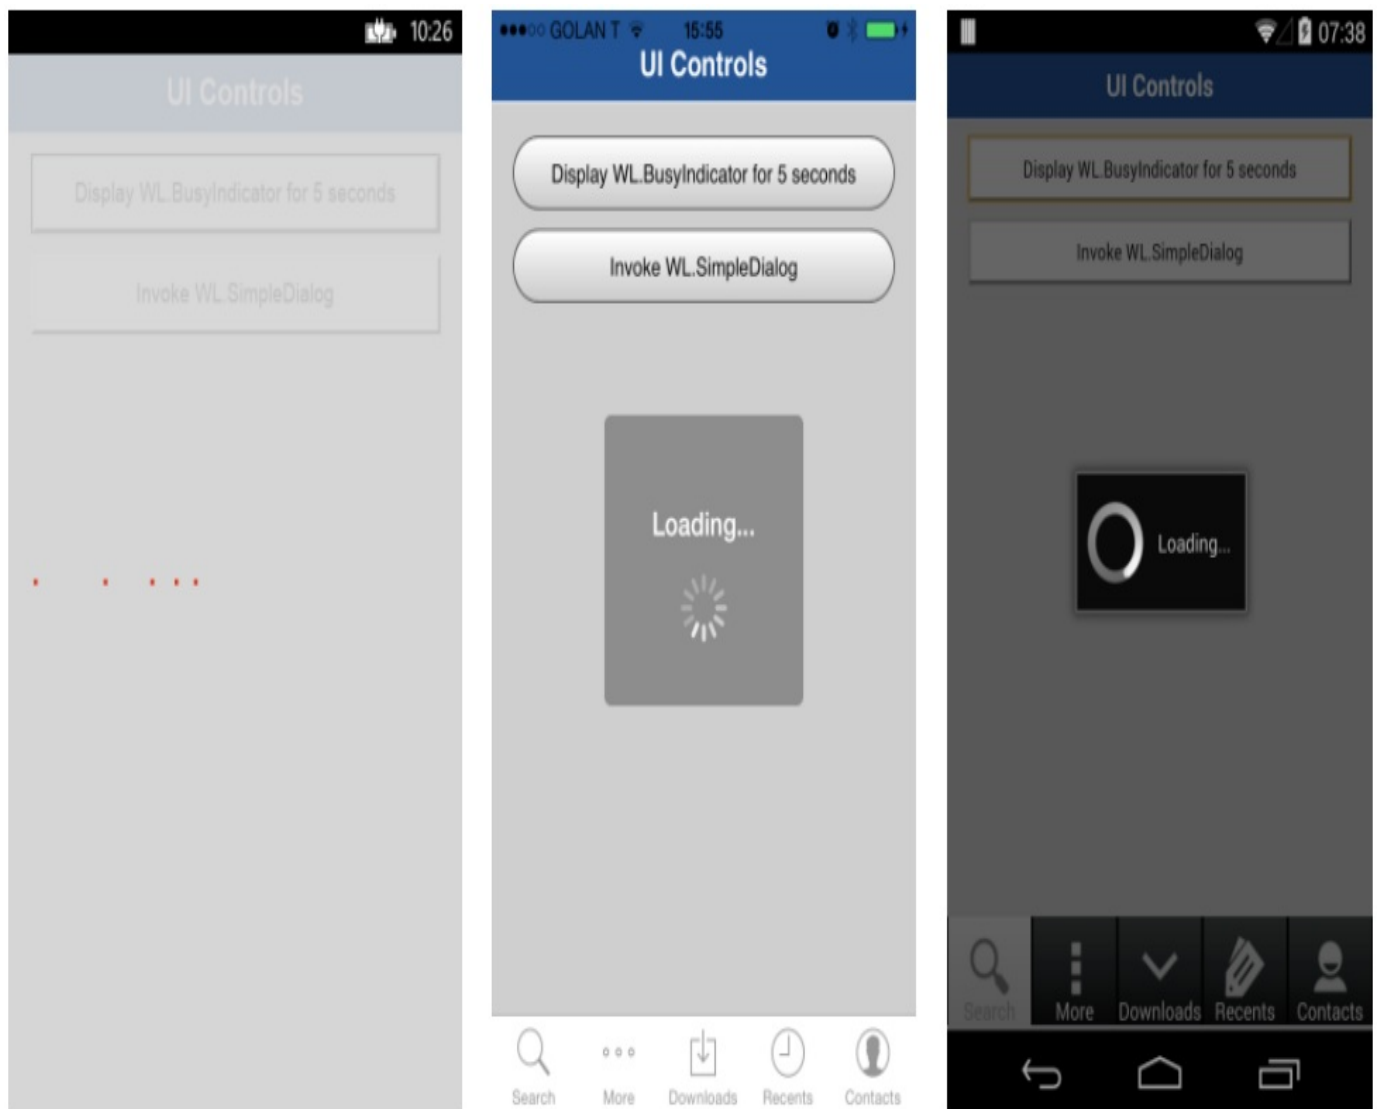 10:26
UI Controls
Display WL.BusyIndicator for 5 seconds
Invoke WL.SimpleDialog
GOLAN T
15:55
UI Controls
Display WL.BusyIndicator for 5 seconds
Invoke WL.SimpleDialog
Loading...
Search More Downloads Recents Contacts
07:38
UI Controls
Display WL.BusyIndicator for 5 seconds
Invoke WL.SimpleDialog
Loading...
Search More Downloads Recents Contacts